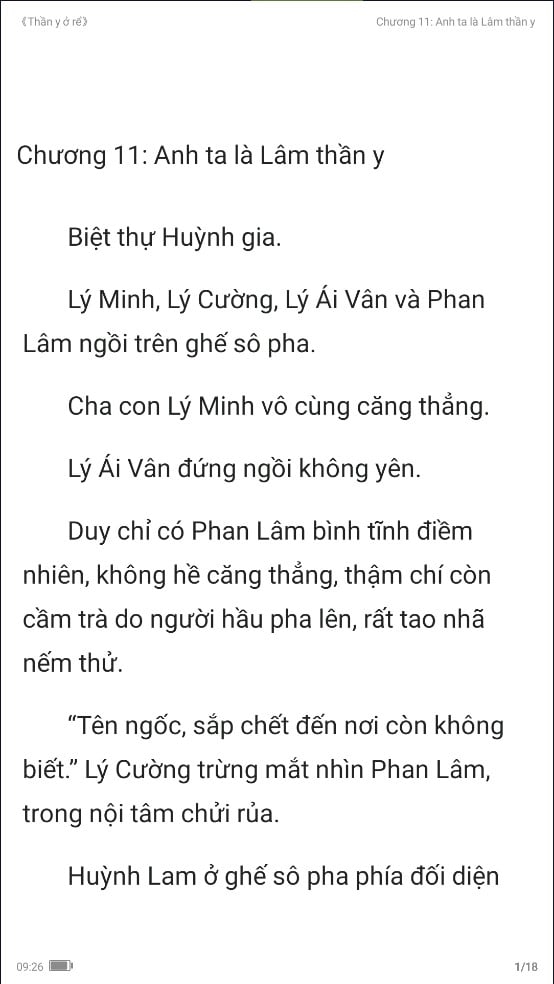 《Thần y ở rể》
Chương 11: Anh ta là Lâm thần y
Chương 11: Anh ta là Lâm thần y
Biệt thự Huỳnh gia.
Lý Minh, Lý Cường, Lý Ái Vân và Phan
Lâm ngồi trên ghế sô pha.
Cha con Lý Minh vô cùng căng thẳng.
Lý Ái Vân đứng ngồi không yên.
Duy chỉ có Phan Lâm bình tĩnh điềm
nhiên, không hề căng thẳng, thậm chí còn
cầm trà do người hầu pha lên, rất tao nhã
nếm thử.
“Tên ngốc, sắp chết đến nơi còn không
biết.” Lý Cường trừng mắt nhìn Phan Lâm,
trong nội tâm chửi rủa.
Huỳnh Lam ở ghế sô pha phía đối diện
09:26
1/18